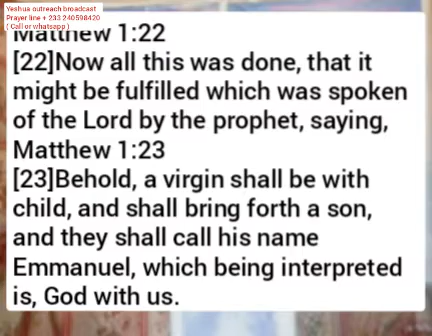 Yeshua outreach broadcast
Prayer line + 233 240598420
( Call or whatsapp )
Matthew 1:22
[22]Now all this was done, that it
might be fulfilled which was spoken
of the Lord by the prophet, saying,
Matthew 1:23
[23]Behold, a virgin shall be with
child, and shall bring forth a son,
and they shall call his name
Emmanuel, which being interpreted
is, God with us.